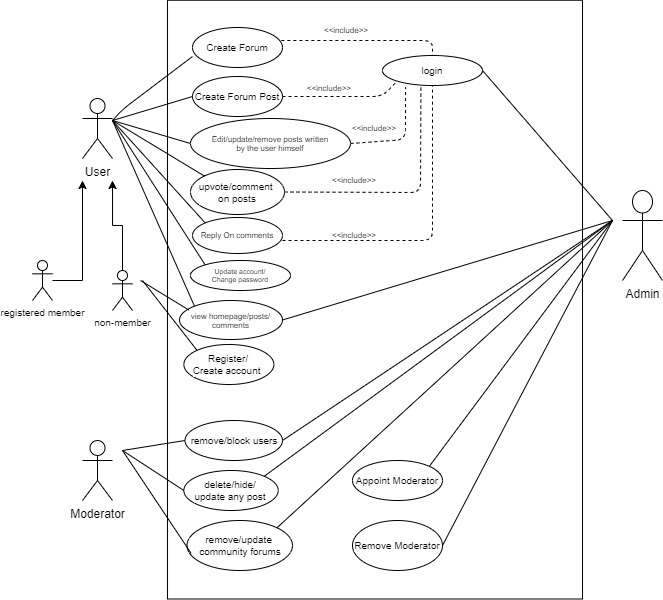 <<include>>
Create Forum
login
<<include>>
Create Forum Post
<<include>>
Edit/update/remove posts written
by the user himself
User
<<include>>
upvote/comment
on posts
Reply On comments
<<include>>
Update account/
Change password
Admin
registered member
non-member
view homepage/posts/
comments
Register/
Create account
remove/block users
delete/hide/
update any post
Appoint Moderator
Moderator
remove/update
community forums
Remove Moderator